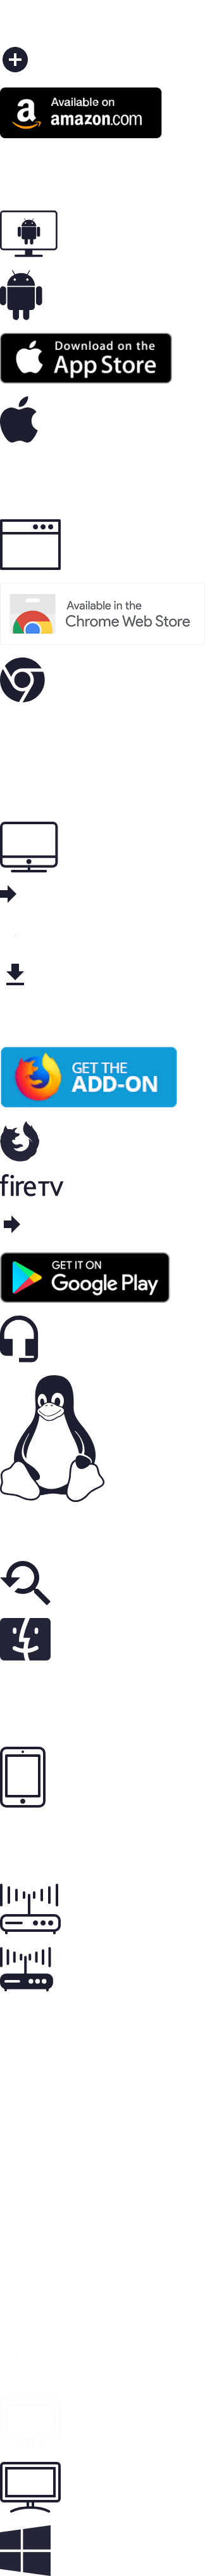 Available on
amazon.com
Download on the
App Store
Available in the
Chrome Web Store
GET THE
ADD-ON
fireTV
GET IT ON
Google Play